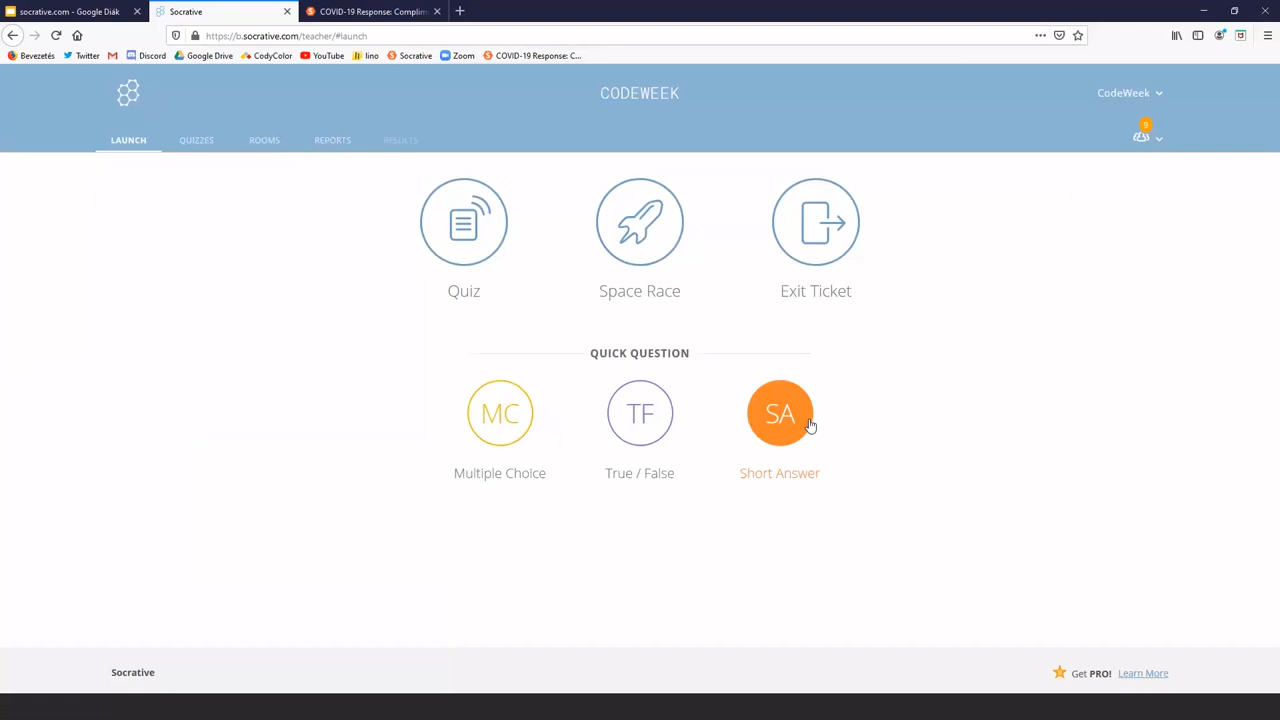 socrative.com - Google Diák
Socrative
COVID-19 Response: Complim
https://b.socrative.com/teacher/#launch
Bevezetés
Twitter
Discord
Google Drive
CodyColor
YouTube
lino
Socrative
Zoom
COVID-19 Response: C...
CODEWEEK
CodeWeek
9
LAUNCH
QUIZZES
ROOMS
REPORTS
RESULTS
Quiz
Space Race
Exit Ticket
QUICK QUESTION
MC
TF
SA
Multiple Choice
True / False
Short Answer
Socrative
Get PRO! Learn More